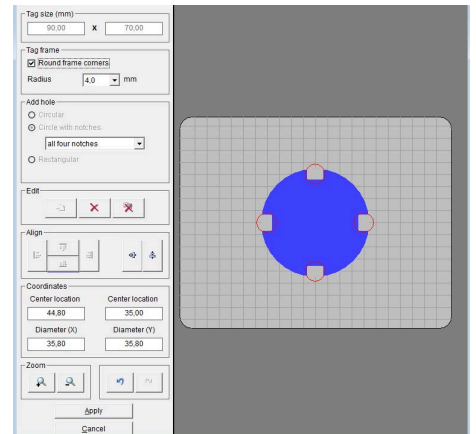 Tag size (mm)
90,00 x 70,00
Tag frame
Round frame corners
Radius 4,0 mm
Add hole
Circular
Circle with notches
all four notches
Rectangular
Edit
Align
Coordinates
Center location Center location
44,80 35,00
Diameter (X) Diameter (Y)
35,80 35,80
Zoom
Apply
Cancel